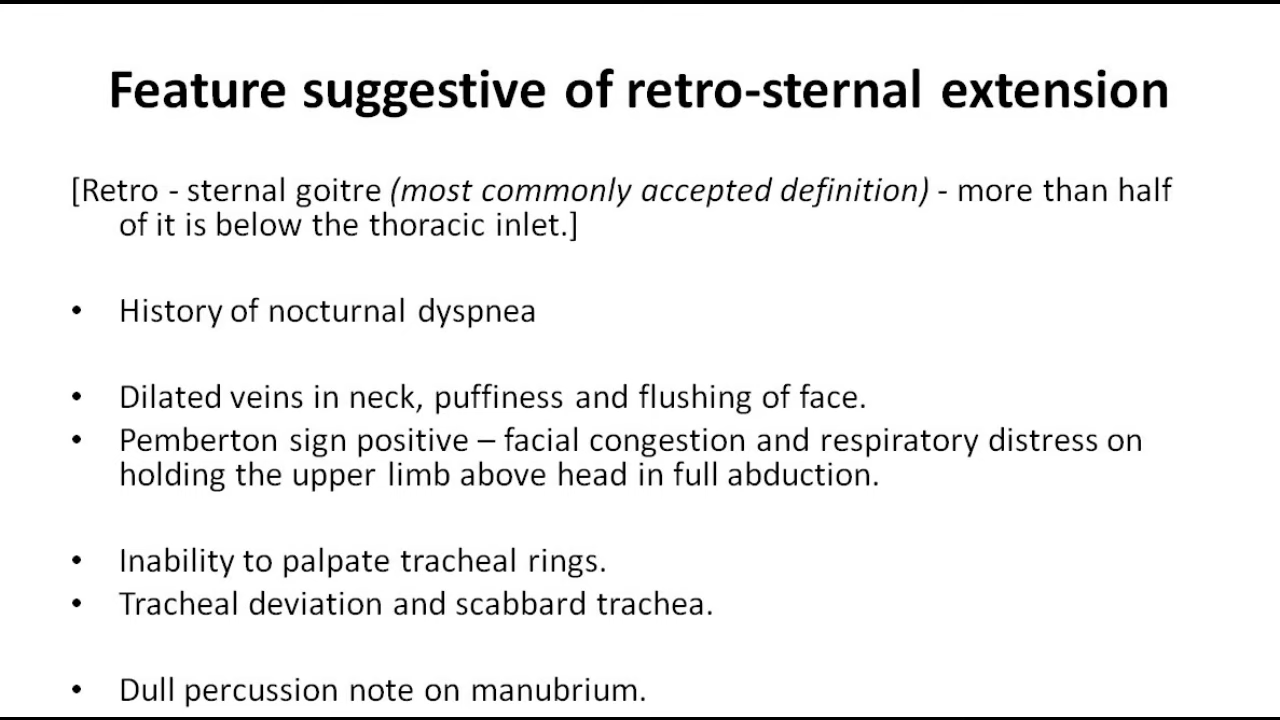 Feature suggestive of retro-sternal extension
[Retro - sternal goitre (most commonly accepted definition) - more than half
of it is below the thoracic inlet.]
• History of nocturnal dyspnea
• Dilated veins in neck, puffiness and flushing of face.
• Pemberton sign positive – facial congestion and respiratory distress on
holding the upper limb above head in full abduction.
• Inability to palpate tracheal rings.
• Tracheal deviation and scabbard trachea.
• Dull percussion note on manubrium.